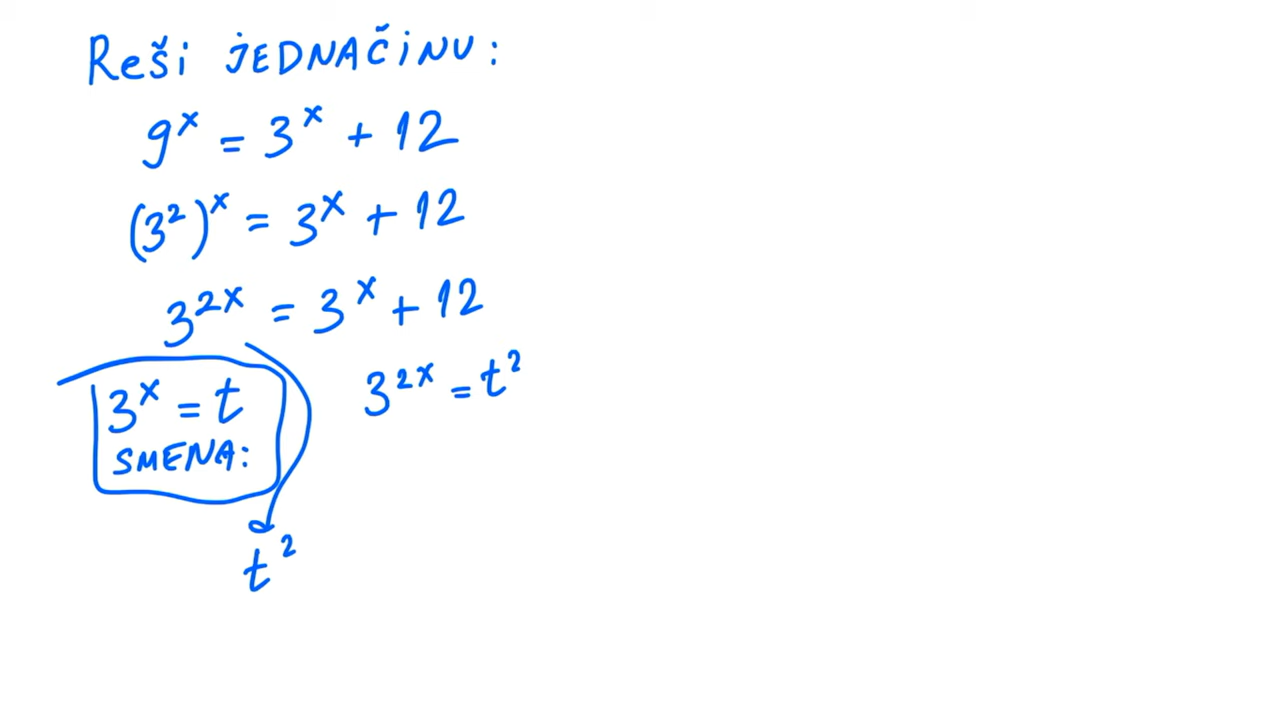 Reši JEDNAČINU:
9^x = 3^x + 12
(3^2)^x = 3^x + 12
3^{2x} = 3^x + 12
3^x = t
SMENA:
3^{2x} = t^2
t^2